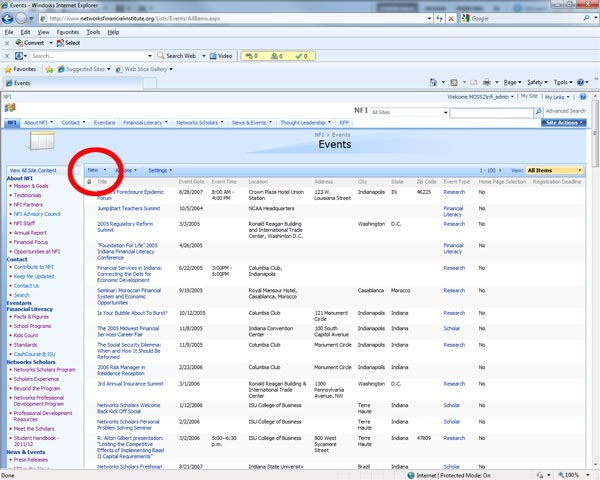 Events - Windows Internet Explorer
http://www.networksfinancialinstitute.org/Lists/Events/AllItems.aspx
Google
File Edit View Favorites Tools Help
Convert Select
Search... Search Web Video 0 0 0
Favorites Suggested Sites Web Slice Gallery
Events Page Safety Tools
NFI Welcome MOSS2\nfi_admin My Site My Links
NFI All Sites Advanced Search
NFI About NFI Contact Eventaris Financial Literacy Networks Scholars News & Events Thought Leadership RFP Site Actions
NFI > Events
Events
View All Site Content New Actions Settings 1 - 100 View: All Items
Title Event Date Event Time Location Address City State Zip Code Event Type Home Page Selection Registration Deadline
About NFI
Mission & Goals
Testimonials
NFI Partners
NFI Advisory Council
NFI Staff
Annual Report
Financial Focus
Opportunities at NFI
Contact
Contribute to NFI
Keep Me Updated
Contact Us
Search
Eventaris
Financial Literacy
Facts & Figures
School Programs
Kids Count
Standards
CashCourse@ISU
Networks Scholars
Networks Scholars Program
Scholars Experience
Beyond the Program
Networks Professional
Development Program
Professional Development
Resources
Meet the Scholars
Student Handbook -
2011/12
News & Events
Press Releases
Foreclosure Epidemic 8/28/2007 8:00 AM - Crown Plaza Hotel Union 123 W. Indianapolis IN 46225 Research No
Forum 4:00 PM Station Louisiana Street
Jump$tart Teachers Summit 10/5/2004 NCAA Headquarters Financial No
Literacy
2005 Regulatory Reform 3/3/2005 Ronald Reagan Building Washington D.C. Research No
Summit and International Trade
Center, Washinton D.C.
"Foundation For Life" 2005 4/26/2005 Financial No
Indiana Financial Literacy Literacy
Conference
Financial Services in Indiana: 6/22/2005 3:00PM- Columbia Club, Indianapolis Indiana Research No
Connecting the Dots for 5:00PM Indianapolis
Economic Development
Seminar: Moroccan Financial 9/19/2005 Royal Mansour Hotel, Casablanca Morocco Research No
System and Economic Casablanca, Morocco
Opportunities
Is Your Bubble About To Burst? 10/12/2005 Columbia Club 121 Monument Indianapolis Indiana Research No
Circle
The 2005 Midwest Financial 11/8/2005 Indiana Convention 100 South Indianapolis Indiana Scholar No
Services Career Fair Center Capitol Avenue
The Social Security Dilemma: 11/9/2005 Columbia Club Monument Circle Indianapolis Indiana Research No
When and How It Should Be
Reformed
2006 Risk Manager in 2/23/2006 Columbia Club Monument Circle Indianapolis Indiana Research No
Residence Reception
3rd Annual Insurance Summit 3/1/2006 Ronald Reagan 1300 Washington D.C. Research No
Building & International Pennsylvania
Trade Center Avenue, NW
Networks Scholars Welcome 1/12/2006 ISU College of Business Terre Indiana Scholar No
Back Kick Off Social Haute
Networks Scholars Personal 2/2/2006 ISU College of Business Terre Indiana Scholar No
Problem Solving Seminar Haute
R. Alton Gilbert presentation: 3/2/2006 5:00-6:30 ISU College of Business 800 West Terre Indiana 47809 Research No
"Limiting the Competitive p.m. Sycamore Haute
Effects of Implementing Basel Street
II Capital Requirements"
Networks Scholars Freshman 8/21/2007 Indiana State University Brazil Indiana Scholar No
Done Internet | Protected Mode: On 100%